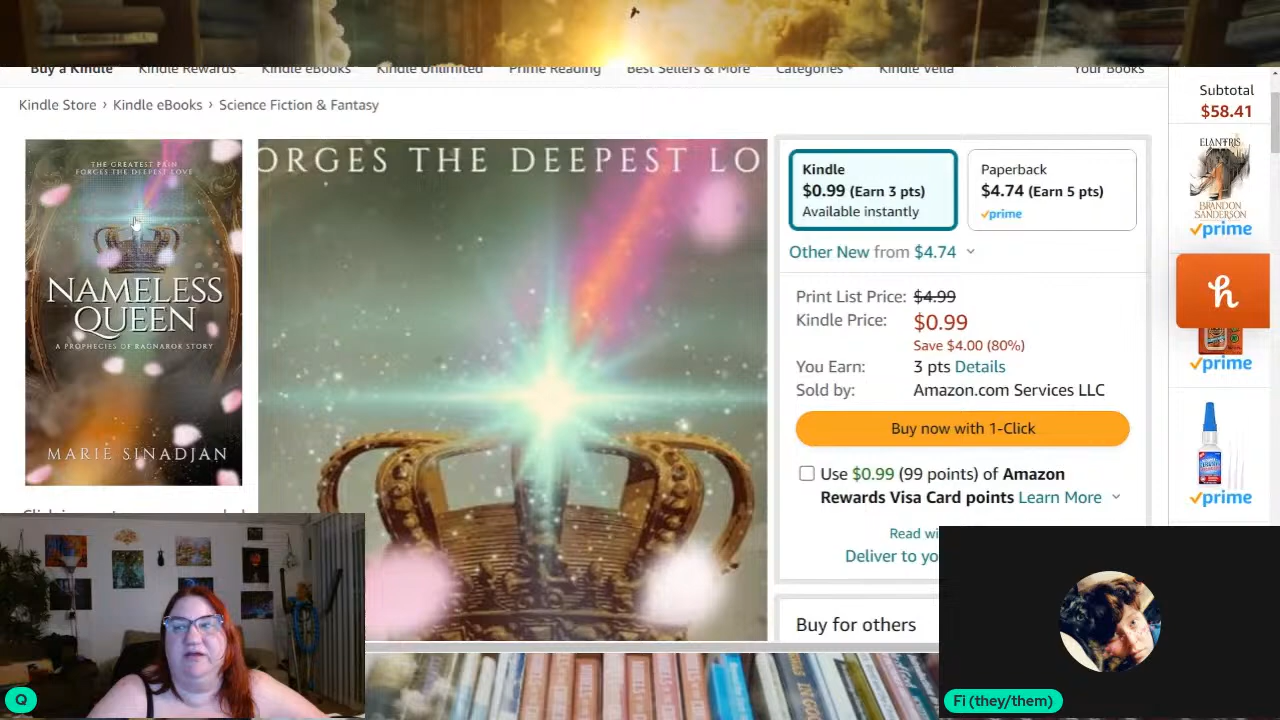 Buy a Kindle Kindle Rewards Kindle eBooks Kindle Unlimited Prime Reading Best Sellers & More Categories Kindle Vella Your Books
Kindle Store › Kindle eBooks › Science Fiction & Fantasy
THE GREATEST PAIN
FORGES THE DEEPEST LOVE
NAMELESS
QUEEN
A PROPHECIES OF RAGNAROK STORY
MARIE SINADJAN
ORGES THE DEEPEST LO
Kindle
$0.99 (Earn 3 pts)
Available instantly
Paperback
$4.74 (Earn 5 pts)
prime
Other New from $4.74
Print List Price: $4.99
Kindle Price: $0.99
Save $4.00 (80%)
You Earn: 3 pts Details
Sold by: Amazon.com Services LLC
Buy now with 1-Click
Use $0.99 (99 points) of Amazon
Rewards Visa Card points Learn More
Read wi
Deliver to yo
Buy for others
Subtotal
$58.41
ELANTRIS
BRANDON
SANDERSON
prime
h
prime
prime
Q
Fi (they/them)